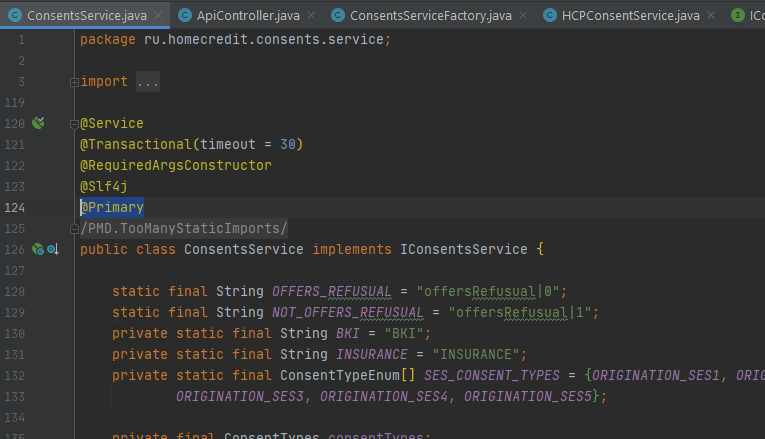 ConsentsService.java ApiController.java ConsentsServiceFactory.java HCPConsentService.java
1 package ru.homecredit.consents.service;
2
3 import ...
119
120 @Service
121 @Transactional(timeout = 30)
122 @RequiredArgsConstructor
123 @Slf4j
124 @Primary
125 /PMD.TooManyStaticImports/
126 public class ConsentsService implements IConsentsService {
127
128 static final String OFFERS_REFUSUAL = "offersRefusual|0";
129 static final String NOT_OFFERS_REFUSUAL = "offersRefusual|1";
130 private static final String BKI = "BKI";
131 private static final String INSURANCE = "INSURANCE";
132 private static final ConsentTypeEnum[] SES_CONSENT_TYPES = {ORIGINATION_SES1,
133 ORIGINATION_SES3, ORIGINATION_SES4, ORIGINATION_SES5};
134
private final ConsentTypes consentTypes;